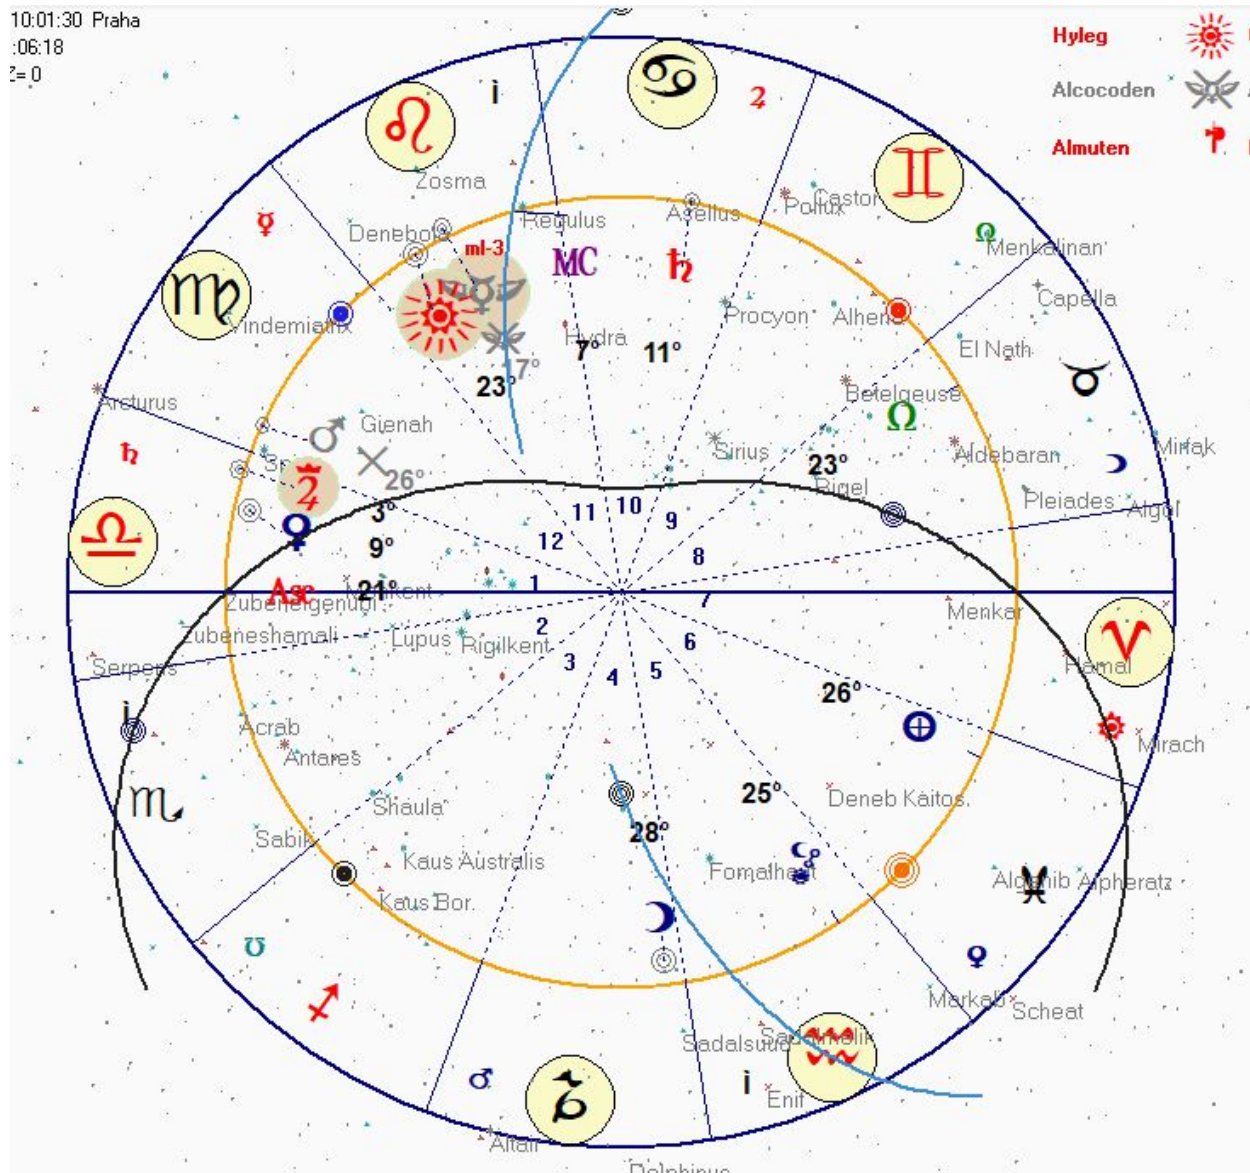 10:01:30 Praha
:06:18
Z= 0
Hyleg
Alcocoden
Almuten
Zosma
Regulus
Asellus
Pollux
Castor
Menkalinan
Denebola
ml-3
MC
Procyon
Alhena
Capella
El Nath
Vindemiatrix
Hydra
7°
11°
17°
23°
Arcturus
Gienah
Betelgeuse
Sirius
Aldebaran
Mirfak
26°
23°
Rigel
Pleiades
Algol
3°
9°
11
10
9
12
8
Asc
21°
1
Zubenelgenubi
Menkar
Zubeneshamali
Lupus
Rigilkent
2
3
4
5
6
Serpens
Hamal
26°
Acrab
Antares
Mirach
25°
Deneb Kaitos
Shaula
28°
Sabik
Kaus Australis
Fomalhaut
Algenib
Alpheratz
Kaus Bor.
Markab
Scheat
Sadalsuud
Sadalmelik
Enif
Altair
Delphinus